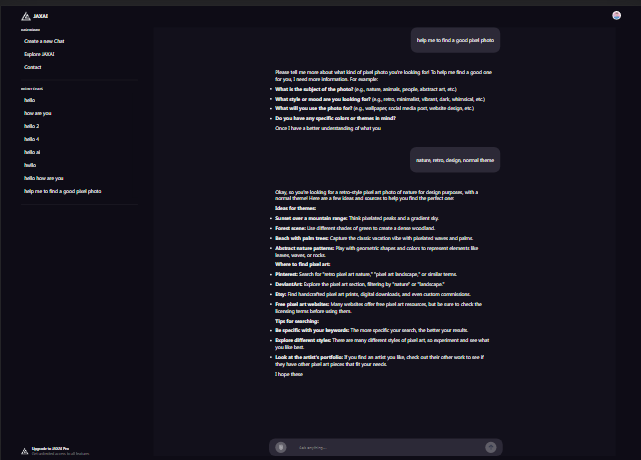 JAXAI
Create a new Chat
Explore JAXAI
Contact
hello
how are you
hello 2
hello 4
hello ai
hello
hello how are you
help me to find a good pixel photo
Upgrade to JAXAI Pro
Get unlimited access to all features
help me to find a good pixel photo
Please tell me more about what kind of pixel photo you're looking for! To help me find a good one
for you, I need more information. For example:
• What is the subject of the photo? (e.g., nature, animals, people, abstract art, etc.)
• What style or mood are you looking for? (e.g., retro, minimalist, vibrant, dark, whimsical, etc.)
• What will you use the photo for? (e.g., wallpaper, social media post, website design, etc.)
• Do you have any specific colors or themes in mind?
Once I have a better understanding of what you
nature, retro, design, normal theme
Okay, so you're looking for a retro-style pixel art photo of nature for design purposes, with a
normal theme! Here are a few ideas and sources to help you find the perfect one:
Ideas for themes:
• Sunset over a mountain range: Think pixelated peaks and a gradient sky.
• Forest scene: Use different shades of green to create a dense woodland.
• Beach with palm trees: Capture the classic vacation vibe with pixelated waves and palms.
• Abstract nature patterns: Play with geometric shapes and colors to represent elements like
leaves, waves, or rocks.
Where to find pixel art:
• Pinterest: Search for "retro pixel art nature," "pixel art landscape," or similar terms.
• DeviantArt: Explore the pixel art section, filtering by "nature" or "landscape."
• Etsy: Find handcrafted pixel art prints, digital downloads, and even custom commissions.
• Free pixel art websites: Many websites offer free pixel art resources, but be sure to check the
licensing terms before using them.
Tips for searching:
• Be specific with your keywords: The more specific your search, the better your results.
• Explore different styles: There are many different styles of pixel art, so experiment and see what
you like best.
• Look at the artist's portfolio: If you find an artist you like, check out their other work to see if
they have other pixel art pieces that fit your needs.
I hope these
Ask anything...